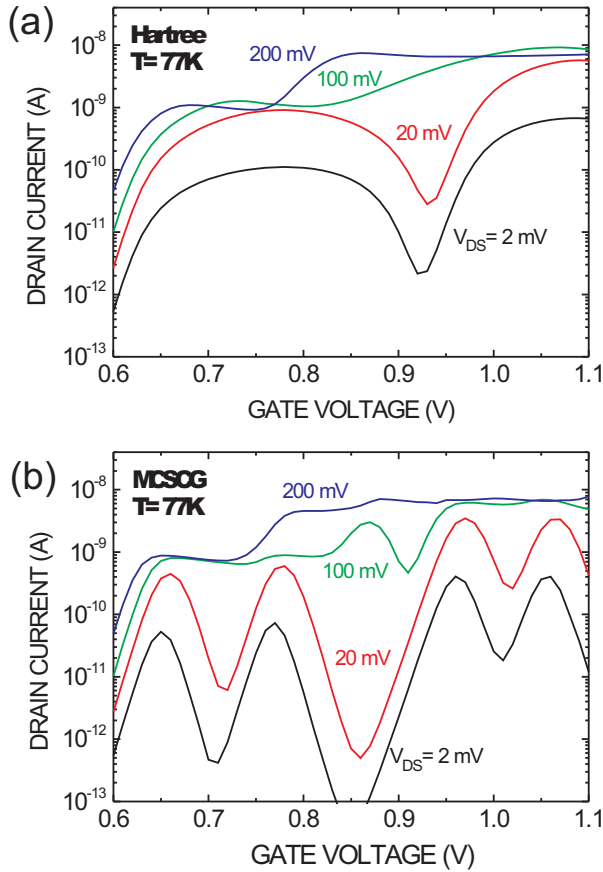 (a)
Hartree
T= 77K
200 mV
100 mV
20 mV
V_DS= 2 mV
DRAIN CURRENT (A)
10^-8
10^-9
10^-10
10^-11
10^-12
10^-13
0.6 0.7 0.8 0.9 1.0 1.1
GATE VOLTAGE (V)
(b)
MCSCG
T= 77K
200 mV
100 mV
20 mV
V_DS= 2 mV
DRAIN CURRENT (A)
10^-8
10^-9
10^-10
10^-11
10^-12
10^-13
0.6 0.7 0.8 0.9 1.0 1.1
GATE VOLTAGE (V)